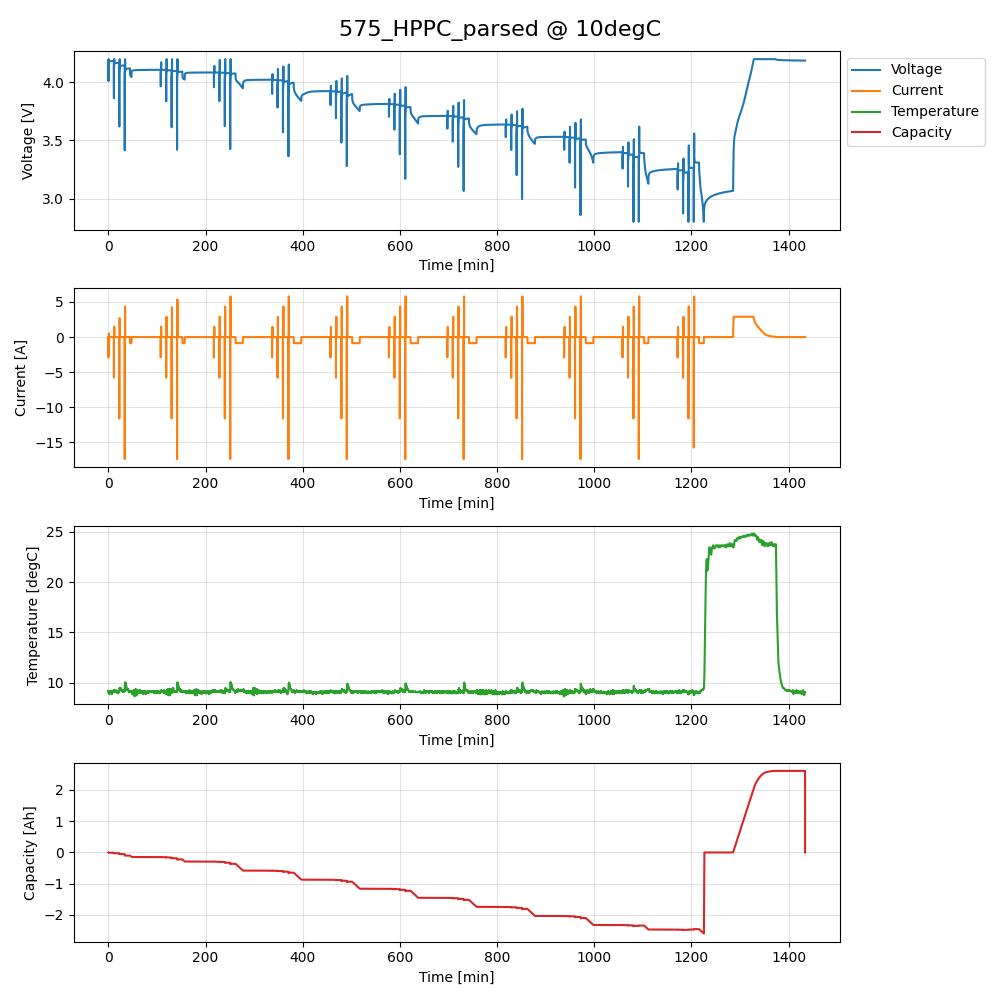 575_HPPC_parsed @ 10degC
Voltage [V]
4.0
3.5
3.0
0 200 400 600 800 1000 1200 1400
Time [min]
Voltage
Current
Temperature
Capacity
Current [A]
5
0
−5
−10
−15
0 200 400 600 800 1000 1200 1400
Time [min]
Temperature [degC]
25
20
15
10
0 200 400 600 800 1000 1200 1400
Time [min]
Capacity [Ah]
2
1
0
−1
−2
0 200 400 600 800 1000 1200 1400
Time [min]